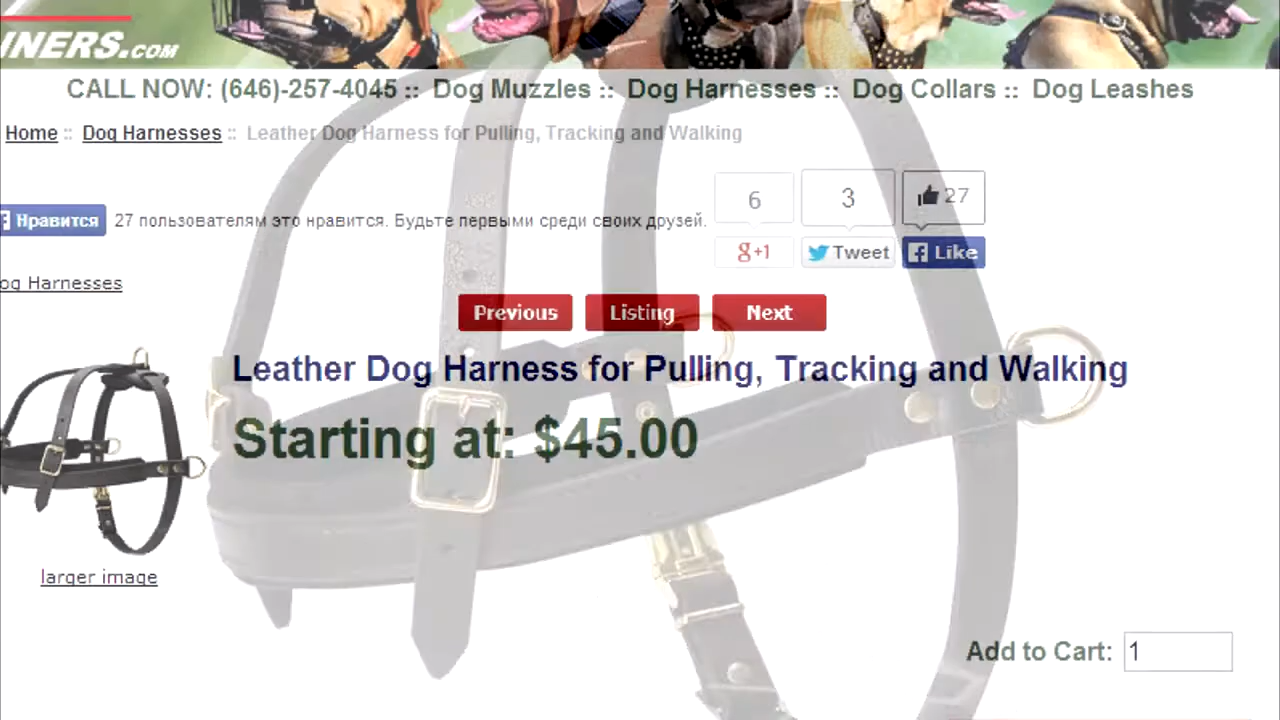 INERS.COM
CALL NOW: (646)-257-4045 :: Dog Muzzles :: Dog Harnesses :: Dog Collars :: Dog Leashes
Home :: Dog Harnesses :: Leather Dog Harness for Pulling, Tracking and Walking
6 3 27
Нравится 27 пользователям это нравится. Будьте первыми среди своих друзей.
g+1 Tweet Like
og Harnesses
Previous Listing Next
Leather Dog Harness for Pulling, Tracking and Walking
Starting at: $45.00
larger image
Add to Cart: 1